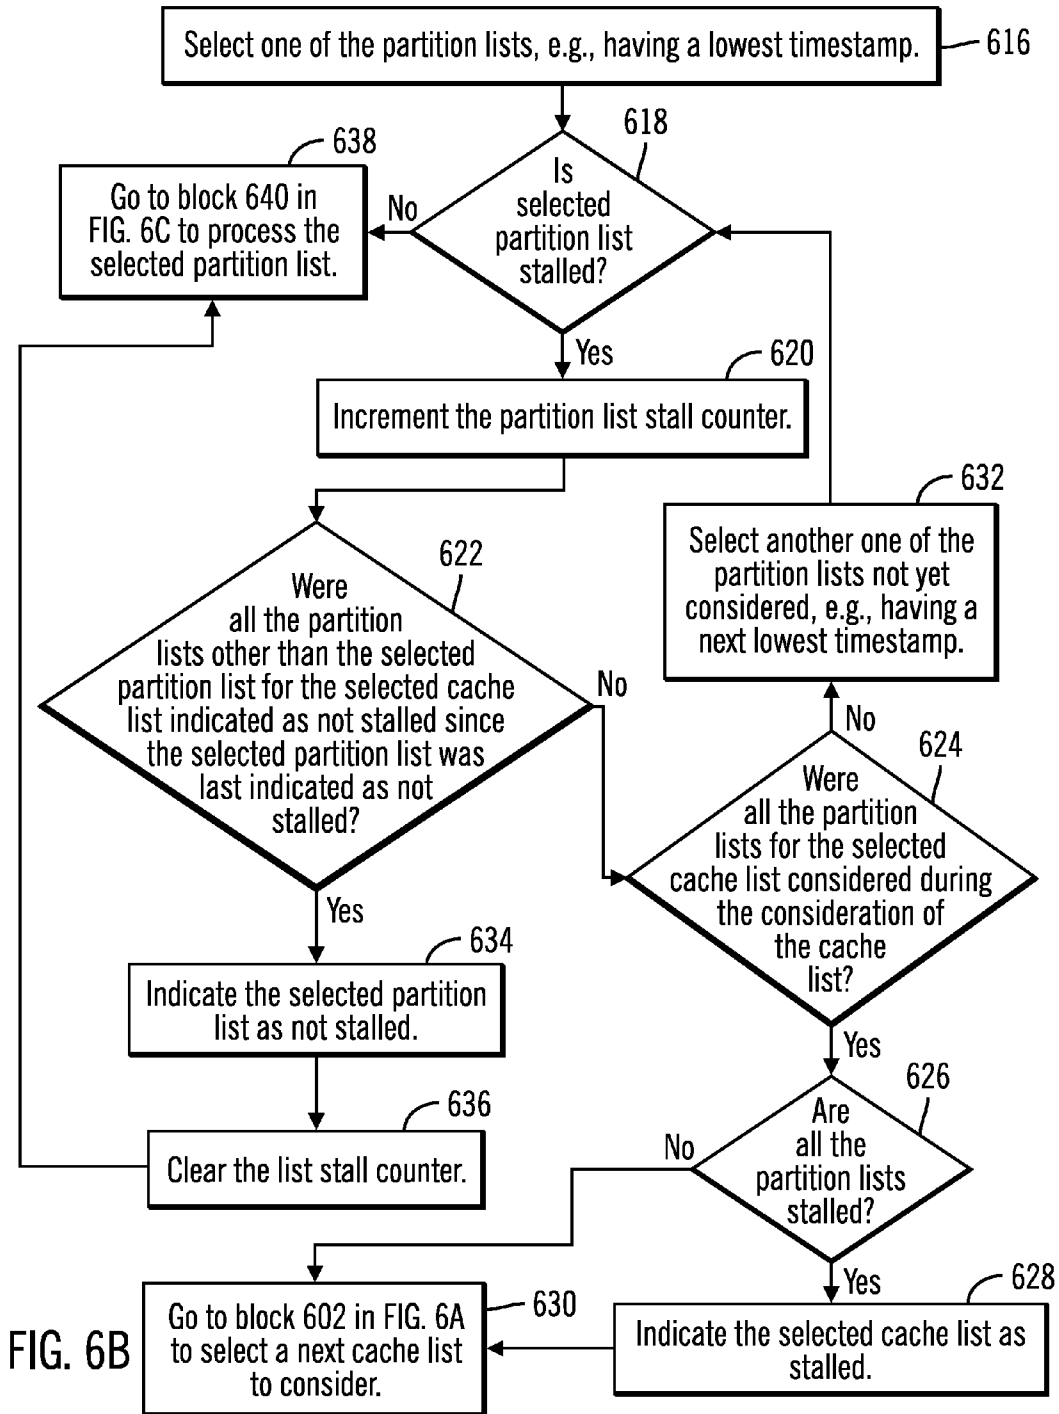 Select one of the partition lists, e.g., having a lowest timestamp.
616
618
638
Is
selected
partition list
stalled?
No
Go to block 640 in
FIG. 6C to process the
selected partition list.
Yes
620
Increment the partition list stall counter.
632
Select another one of the
partition lists not yet
considered, e.g., having a
next lowest timestamp.
622
Were
all the partition
lists other than the selected
partition list for the selected cache
list indicated as not stalled since
the selected partition list was
last indicated as not
stalled?
No
No
624
Were
all the partition
lists for the selected
cache list considered during
the consideration of
the cache
list?
Yes
634
Indicate the selected partition
list as not stalled.
Yes
626
Are
all the
partition lists
stalled?
No
636
Clear the list stall counter.
Yes
628
Indicate the selected cache list as
stalled.
630
Go to block 602 in FIG. 6A
to select a next cache list
to consider.
FIG. 6B